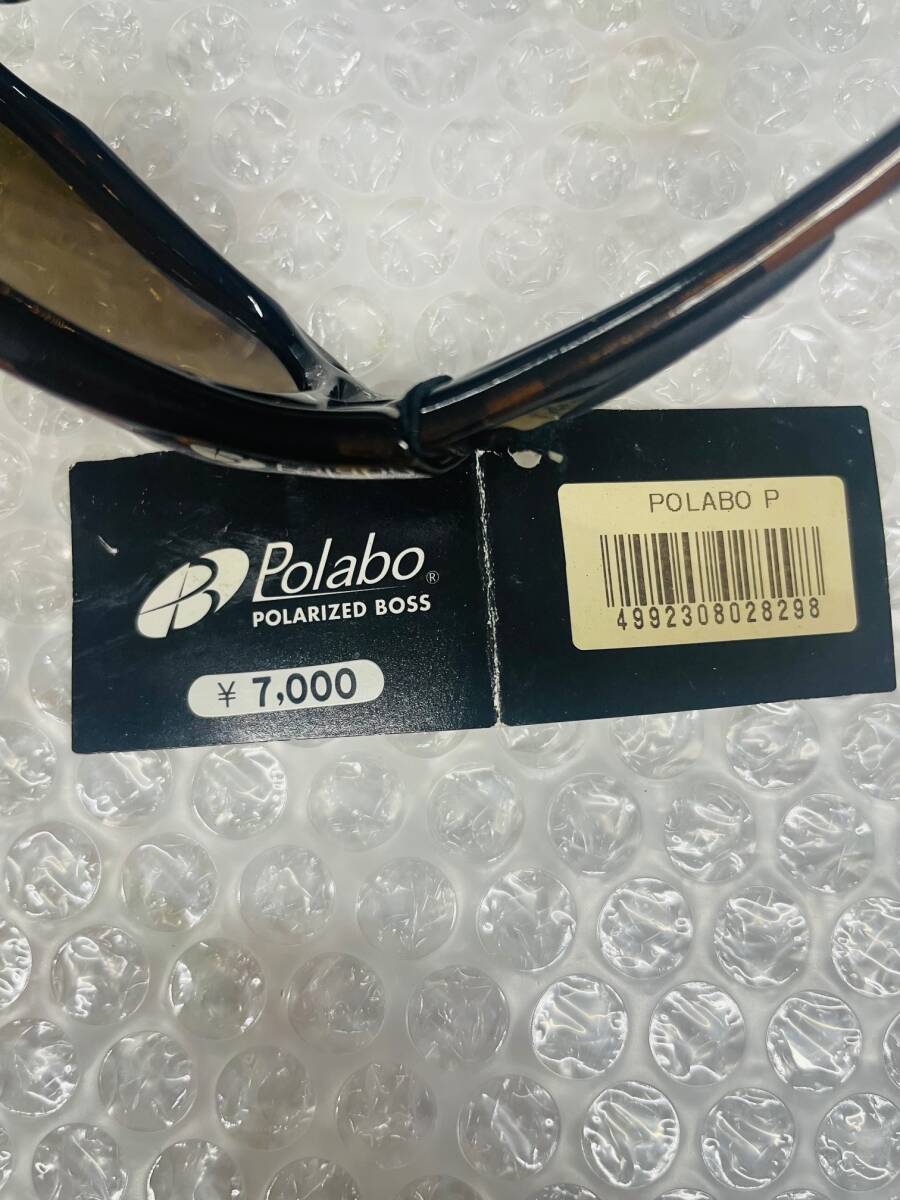 Polabo®
POLARIZED BOSS
¥ 7,000
POLABO P
4992308028298